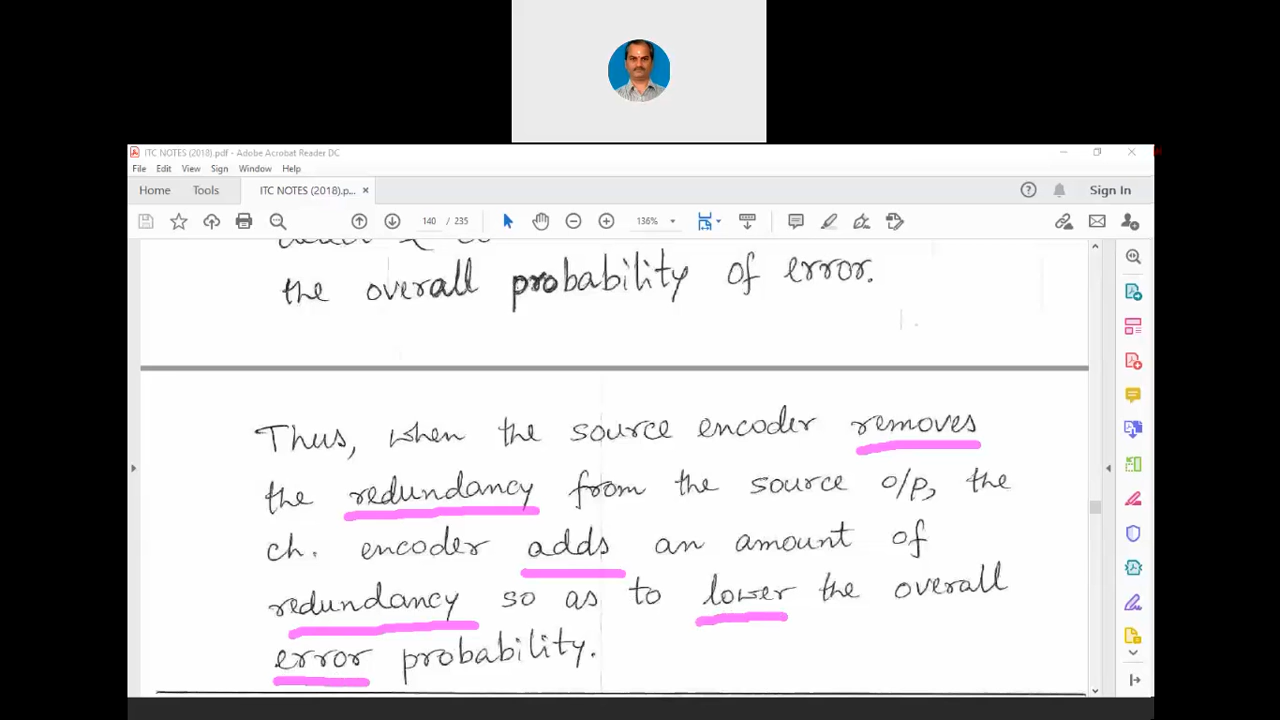 ITC NOTES (2018).pdf - Adobe Acrobat Reader DC
File Edit View Sign Window Help
Home Tools ITC NOTES (2018).p... × Sign In
140 / 235 136%
the overall probability of error.
Thus, when the source encoder removes
the redundancy from the source o/p, the
ch. encoder adds an amount of
redundancy so as to lower the overall
error probability.